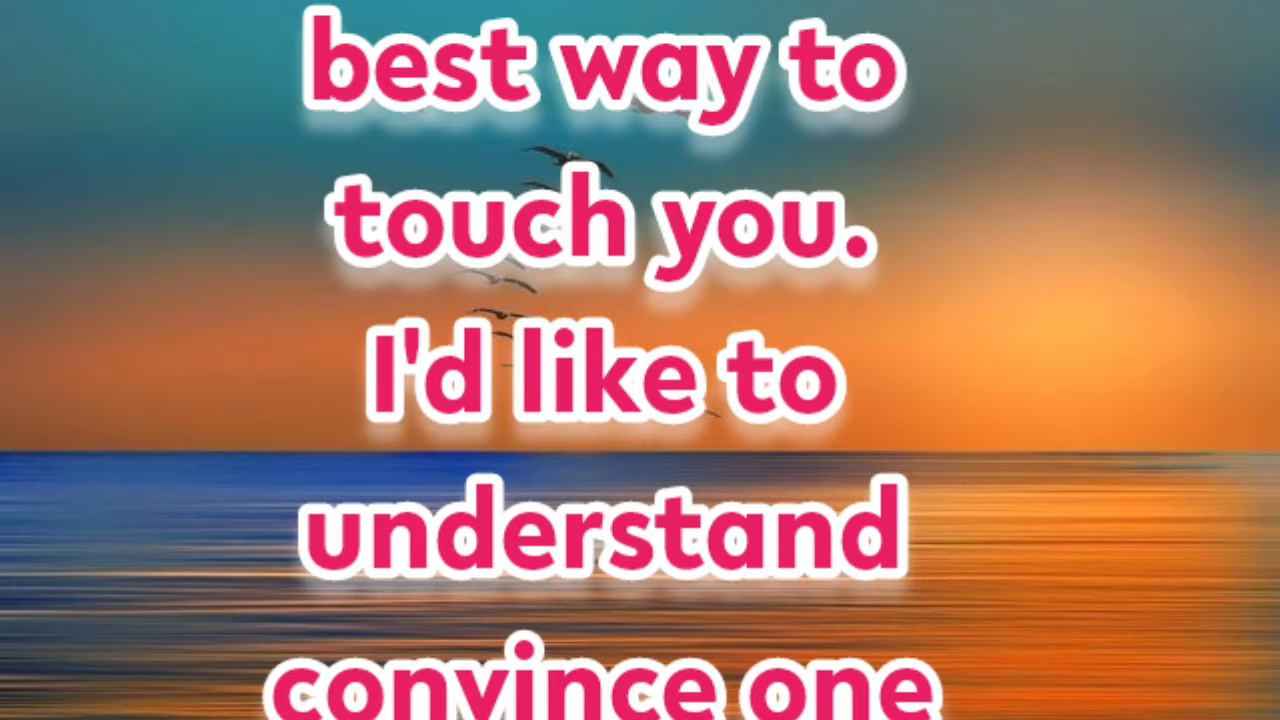 best way to
touch you.
I'd like to
understand
convince one